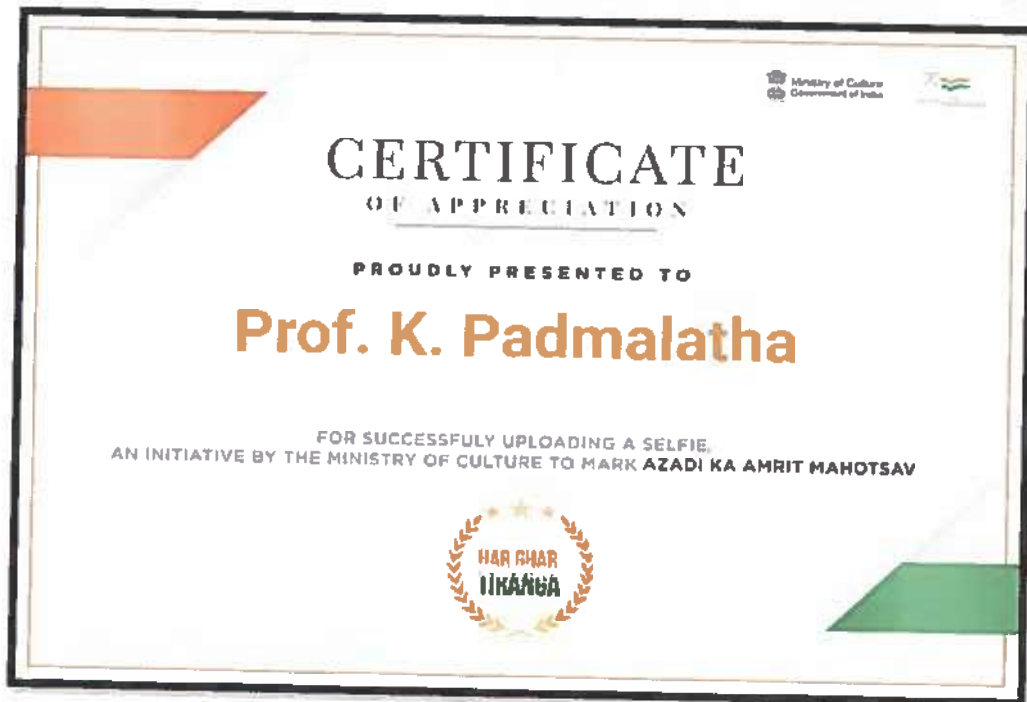 Ministry of Culture
Government of India
CERTIFICATE
OF APPRECIATION
PROUDLY PRESENTED TO
Prof. K. Padmalatha
FOR SUCCESSFULY UPLOADING A SELFIE,
AN INITIATIVE BY THE MINISTRY OF CULTURE TO MARK AZADI KA AMRIT MAHOTSAV
HAR GHAR
TIRANGA